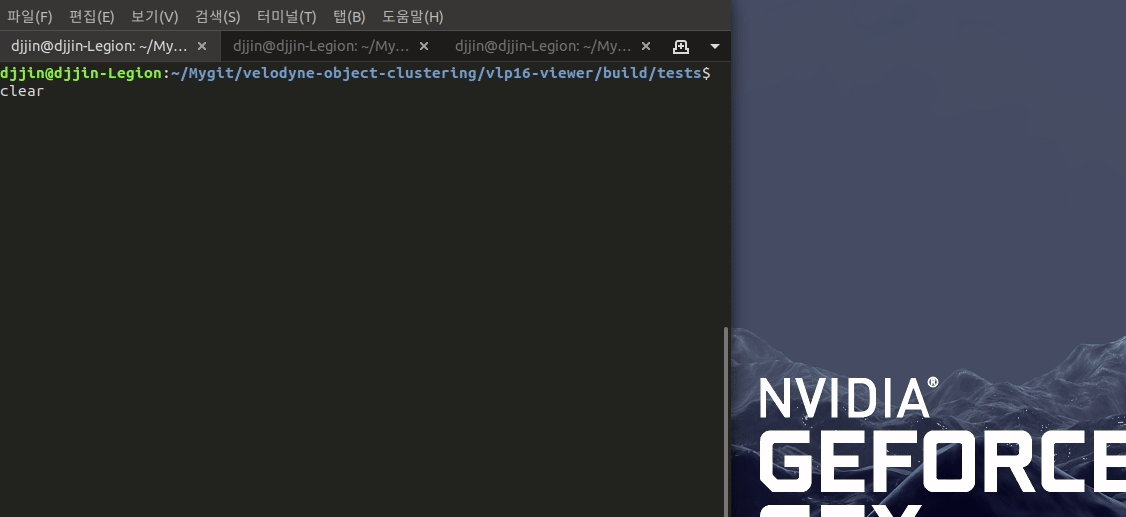 파일(F) 편집(E) 보기(V) 검색(S) 터미널(T) 탭(B) 도움말(H)
djjin@djjin-Legion: ~/My… × djjin@djjin-Legion: ~/My… × djjin@djjin-Legion: ~/My… ×
djjin@djjin-Legion:~/Mygit/velodyne-object-clustering/vlp16-viewer/build/tests$
clear
NVIDIA®
GEFORCE
GTX